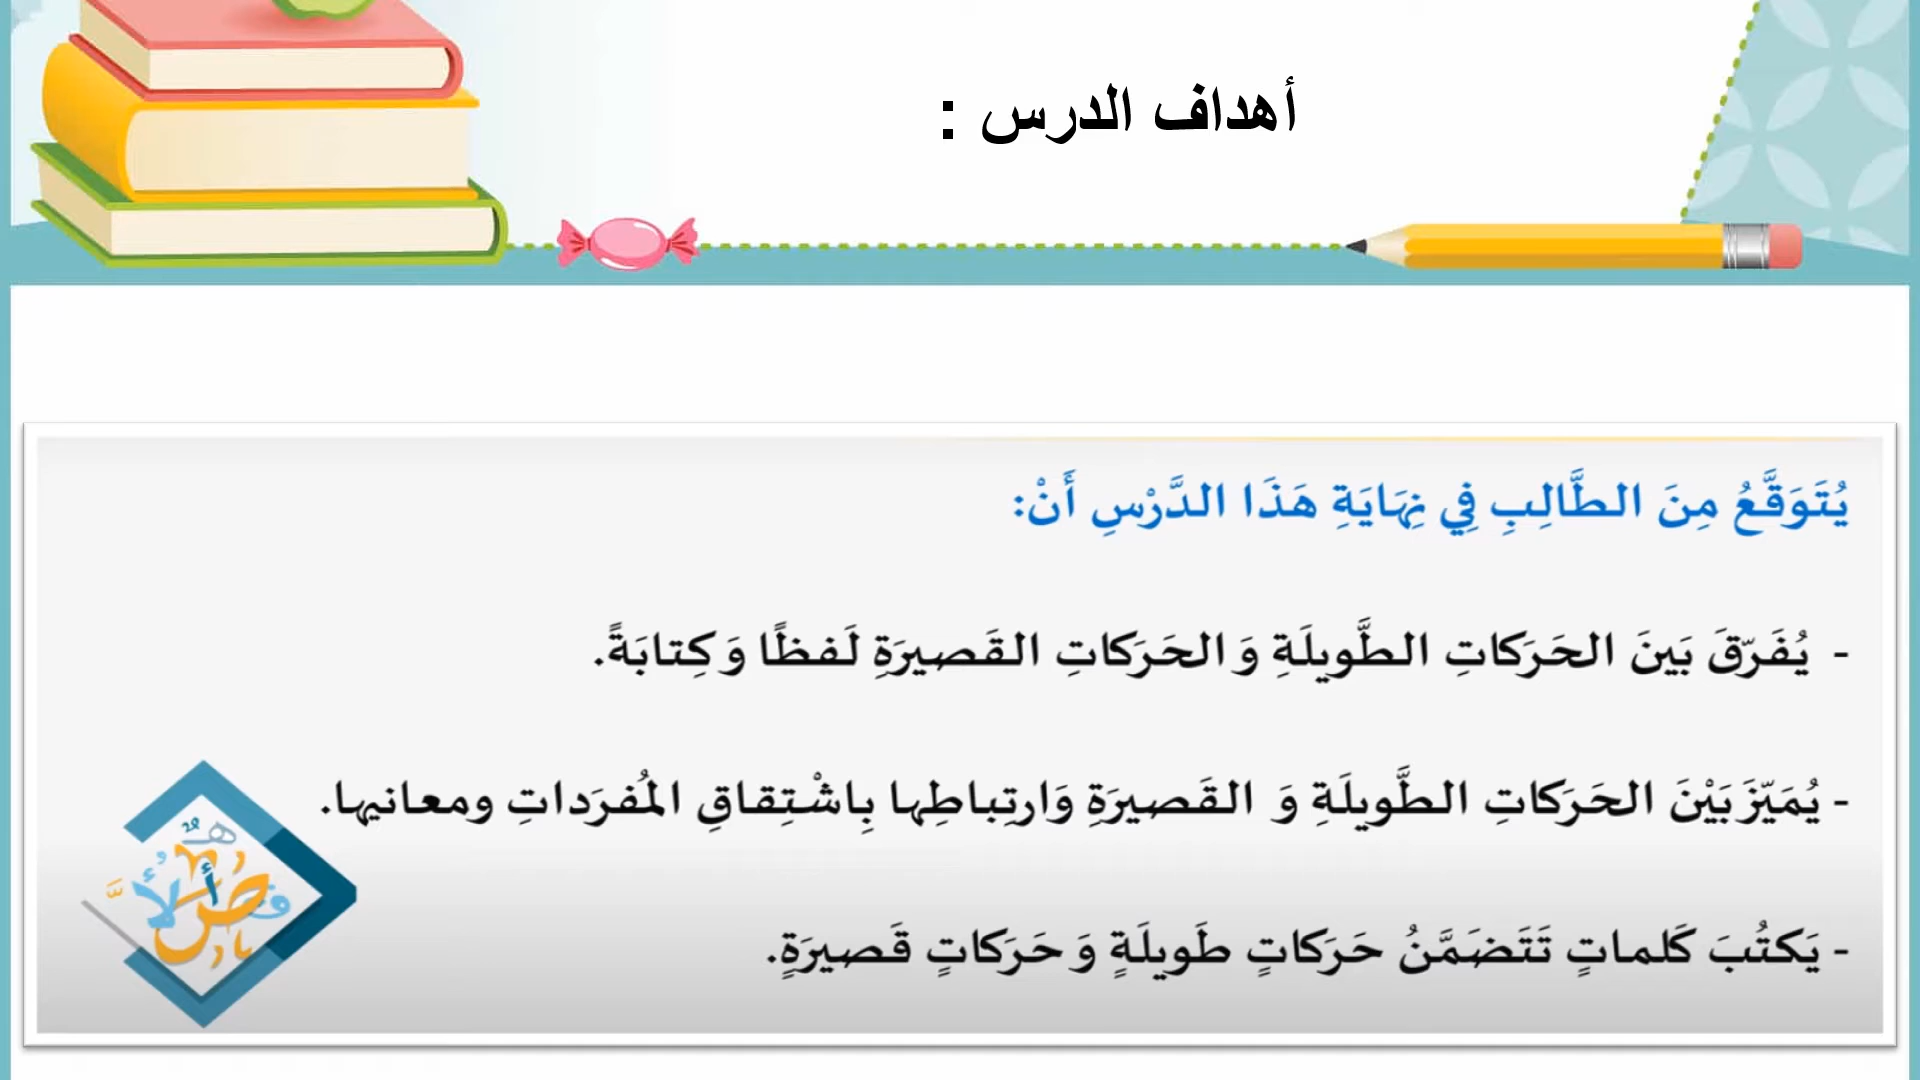 أهداف الدرس :
يُتَوَقَّعُ مِنَ الطَّالِبِ فِي نِهَايَةِ هَذَا الدَّرْسِ أَنْ:
- يُفَرّقَ بَينَ الحَرَكاتِ الطَّويلَةِ وَالحَرَكاتِ القَصيرَةِ لَفظًا وَكِتابَةً.
- يُمَيّزَ بَيْنَ الحَرَكاتِ الطَّويلَةِ وَ القَصيرَةِ وَارتِباطِها بِاشْتِقاقِ المُفرَداتِ ومعانيها.
- يَكتُبَ كَلماتٍ تَتَضَمَّنُ حَرَكاتٍ طَويلَةٍ وَحَرَكاتٍ قَصيرَةٍ.